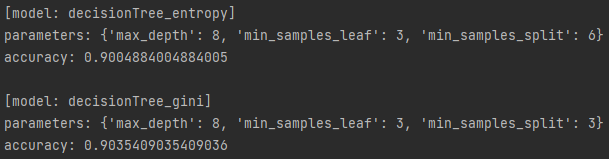 [model: decisionTree_entropy]
parameters: {'max_depth': 8, 'min_samples_leaf': 3, 'min_samples_split': 6}
accuracy: 0.9004884004884005
[model: decisionTree_gini]
parameters: {'max_depth': 8, 'min_samples_leaf': 3, 'min_samples_split': 3}
accuracy: 0.9035409035409036